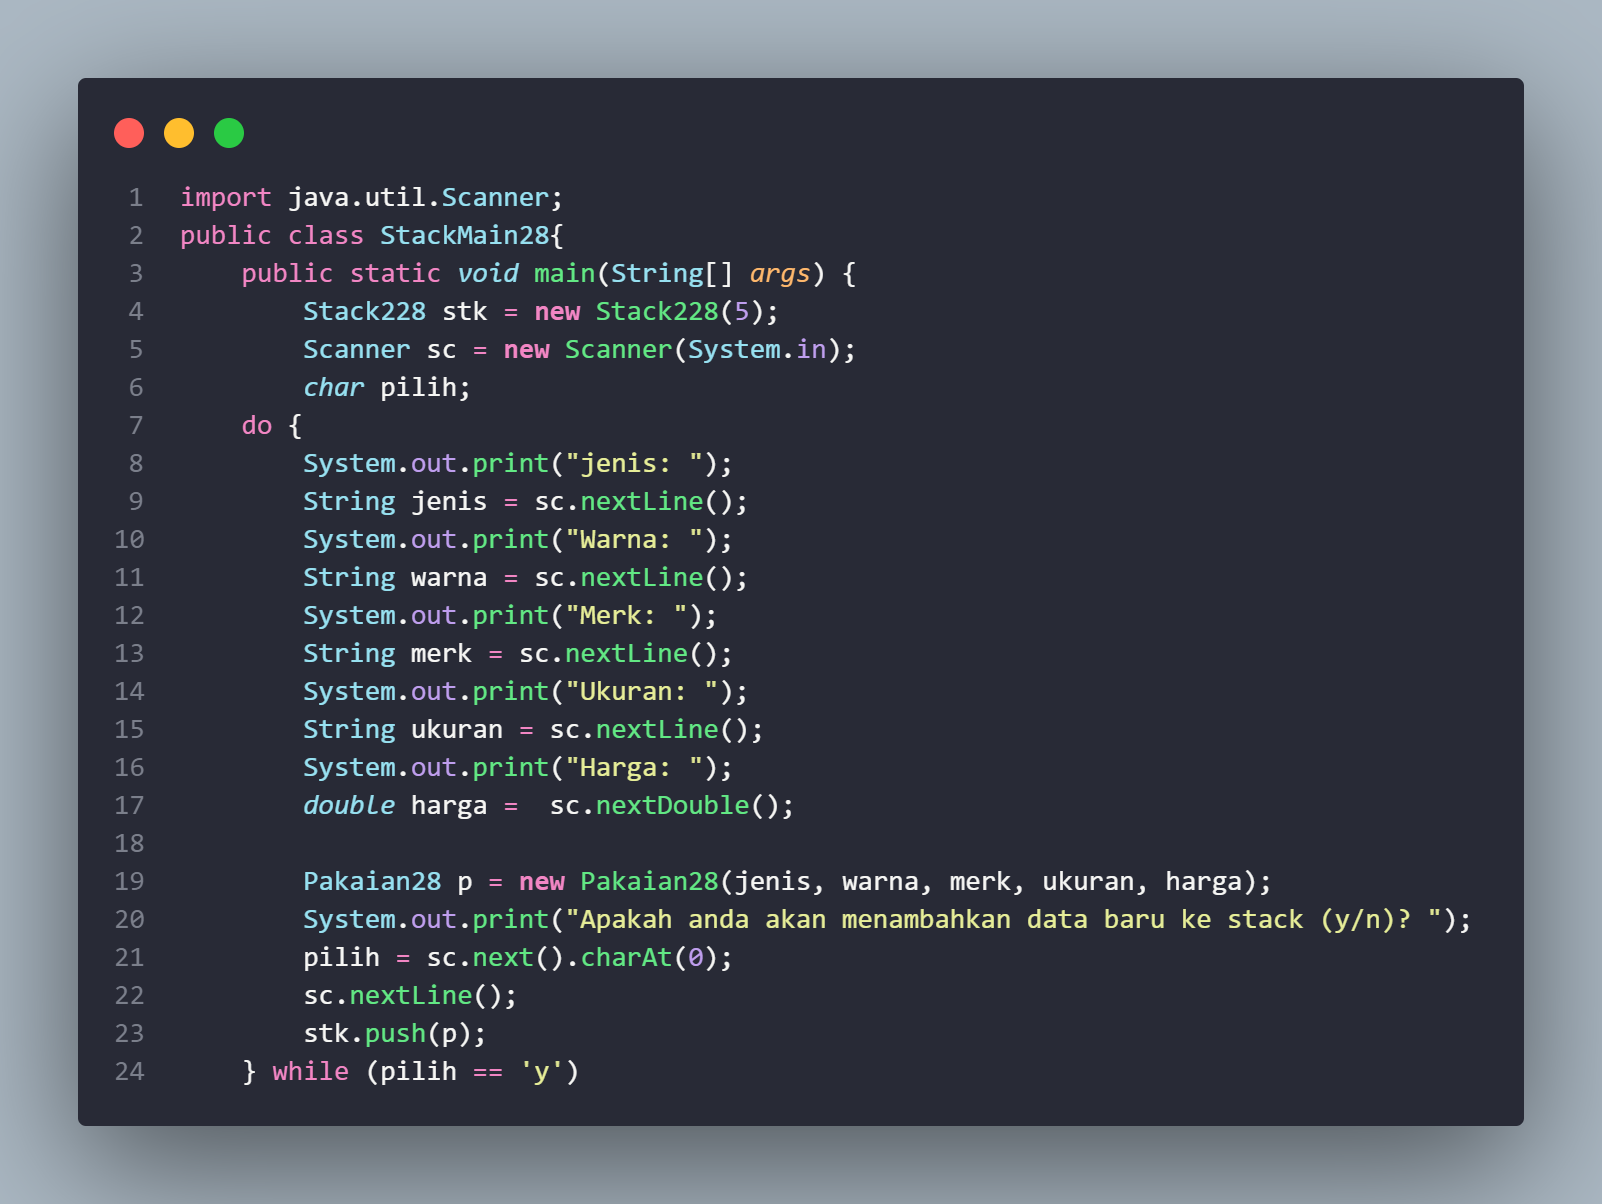 1 import java.util.Scanner;
2 public class StackMain28{
3     public static void main(String[] args) {
4         Stack228 stk = new Stack228(5);
5         Scanner sc = new Scanner(System.in);
6         char pilih;
7     do {
8         System.out.print("jenis: ");
9         String jenis = sc.nextLine();
10         System.out.print("Warna: ");
11         String warna = sc.nextLine();
12         System.out.print("Merk: ");
13         String merk = sc.nextLine();
14         System.out.print("Ukuran: ");
15         String ukuran = sc.nextLine();
16         System.out.print("Harga: ");
17         double harga =  sc.nextDouble();
18
19         Pakaian28 p = new Pakaian28(jenis, warna, merk, ukuran, harga);
20         System.out.print("Apakah anda akan menambahkan data baru ke stack (y/n)? ");
21         pilih = sc.next().charAt(0);
22         sc.nextLine();
23         stk.push(p);
24     } while (pilih == 'y')